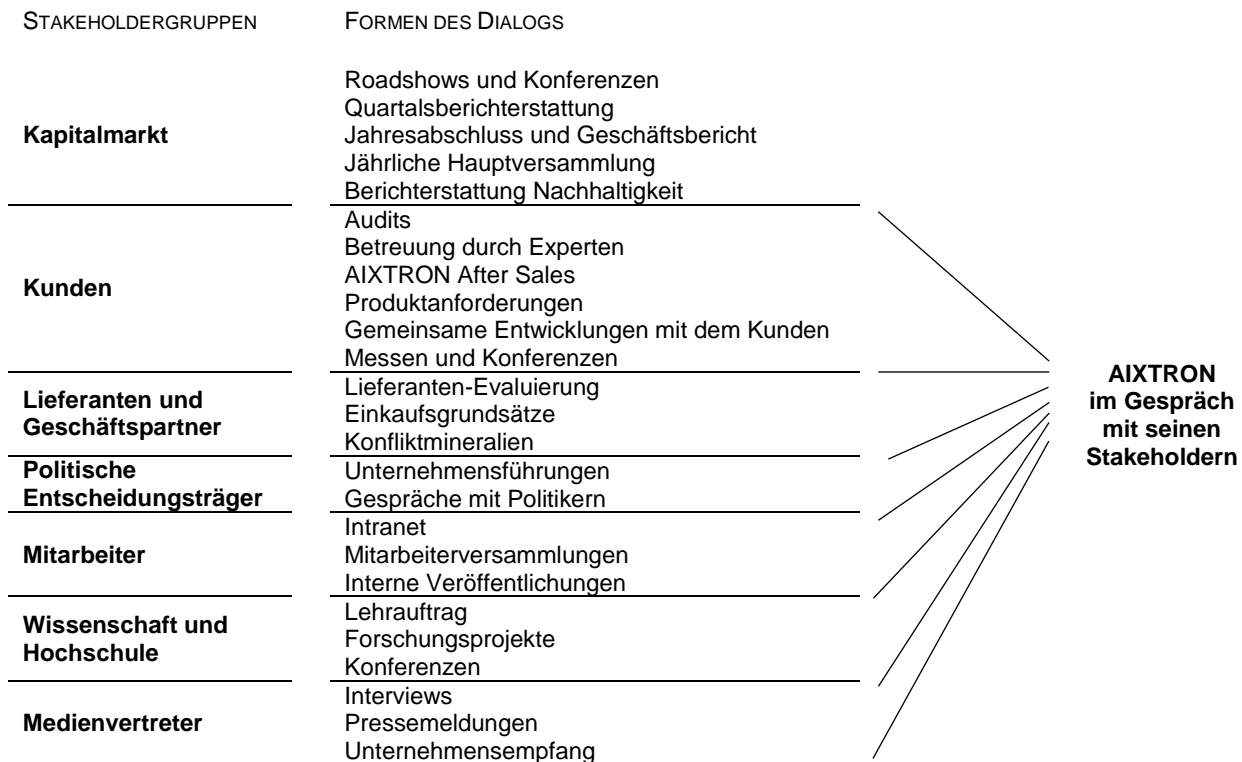 STAKEHOLDERGRUPPEN
FORMEN DES DIALOGS
Kapitalmarkt
Roadshows und Konferenzen
Quartalsberichterstattung
Jahresabschluss und Geschäftsbericht
Jährliche Hauptversammlung
Berichterstattung Nachhaltigkeit
Kunden
Audits
Betreuung durch Experten
AIXTRON After Sales
Produktanforderungen
Gemeinsame Entwicklungen mit dem Kunden
Messen und Konferenzen
Lieferanten und
Geschäftspartner
Lieferanten-Evaluierung
Einkaufsgrundsätze
Konfliktmineralien
Politische
Entscheidungsträger
Unternehmensführungen
Gespräche mit Politikern
Mitarbeiter
Intranet
Mitarbeiterversammlungen
Interne Veröffentlichungen
Wissenschaft und
Hochschule
Lehrauftrag
Forschungsprojekte
Konferenzen
Medienvertreter
Interviews
Pressemeldungen
Unternehmensempfang
AIXTRON
im Gespräch
mit seinen
Stakeholdern